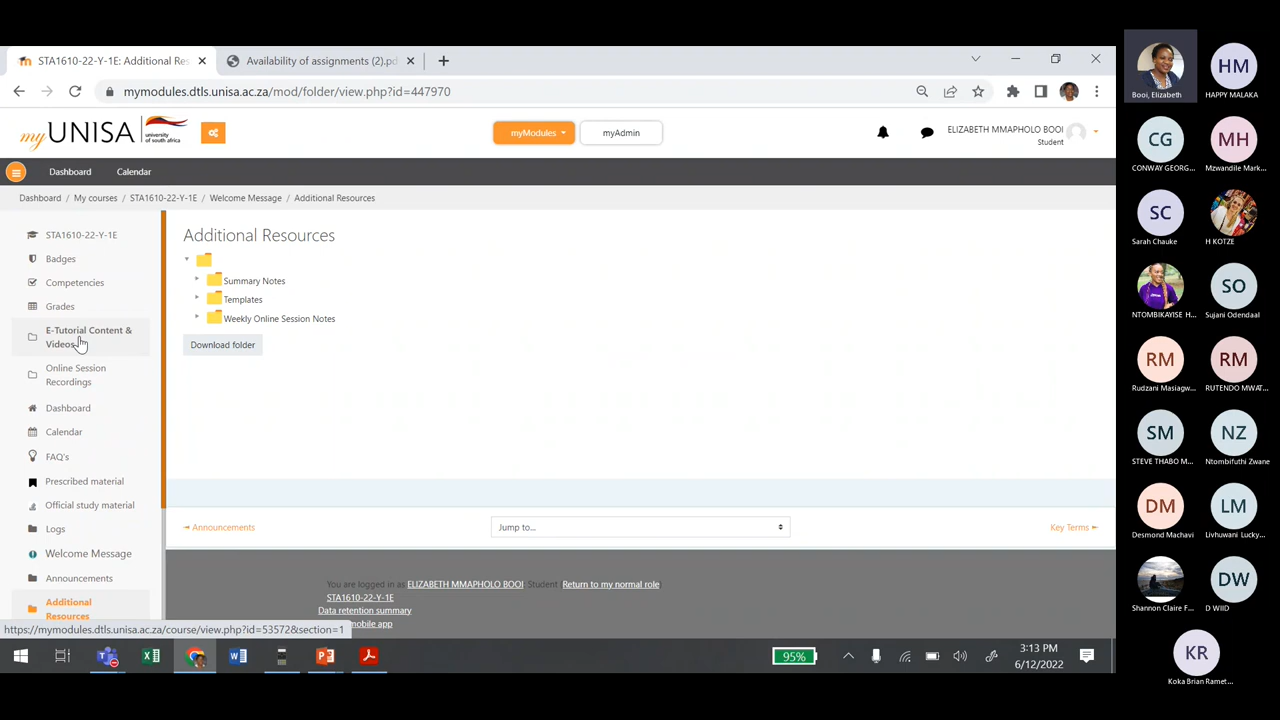 STA1610-22-Y-1E: Additional Res
Availability of assignments (2).pd
mymodules.dtls.unisa.ac.za/mod/folder/view.php?id=447970
myUNISA
university
of south africa
myModules
myAdmin
ELIZABETH MMAPHOLO BOOI
Student
Dashboard
Calendar
Dashboard / My courses / STA1610-22-Y-1E / Welcome Message / Additional Resources
STA1610-22-Y-1E
Badges
Competencies
Grades
E-Tutorial Content &
Videos
Online Session
Recordings
Dashboard
Calendar
FAQ's
Prescribed material
Official study material
Logs
Welcome Message
Announcements
Additional
Resources
Additional Resources
Summary Notes
Templates
Weekly Online Session Notes
Download folder
Announcements
Jump to...
Key Terms
You are logged in as ELIZABETH MMAPHOLO BOOI: Student Return to my normal role
STA1610-22-Y-1E
Data retention summary
mobile app
https://mymodules.dtls.unisa.ac.za/course/view.php?id=53572&section=1
95%
3:13 PM
6/12/2022
Booi, Elizabeth
HM
HAPPY MALAKA
CG
CONWAY GEORG...
MH
Mzwandile Mark...
SC
Sarah Chauke
H KOTZE
NTOMBIKAYISE H...
SO
Sujani Odendaal
RM
Rudzani Masiagw...
RM
RUTENDO MWAT...
SM
STEVE THABO M...
NZ
Ntombifuthi Zwane
DM
Desmond Machavi
LM
Livhuwani Lucky...
Shannon Claire F...
DW
D WIID
KR
Koka Brian Ramet...